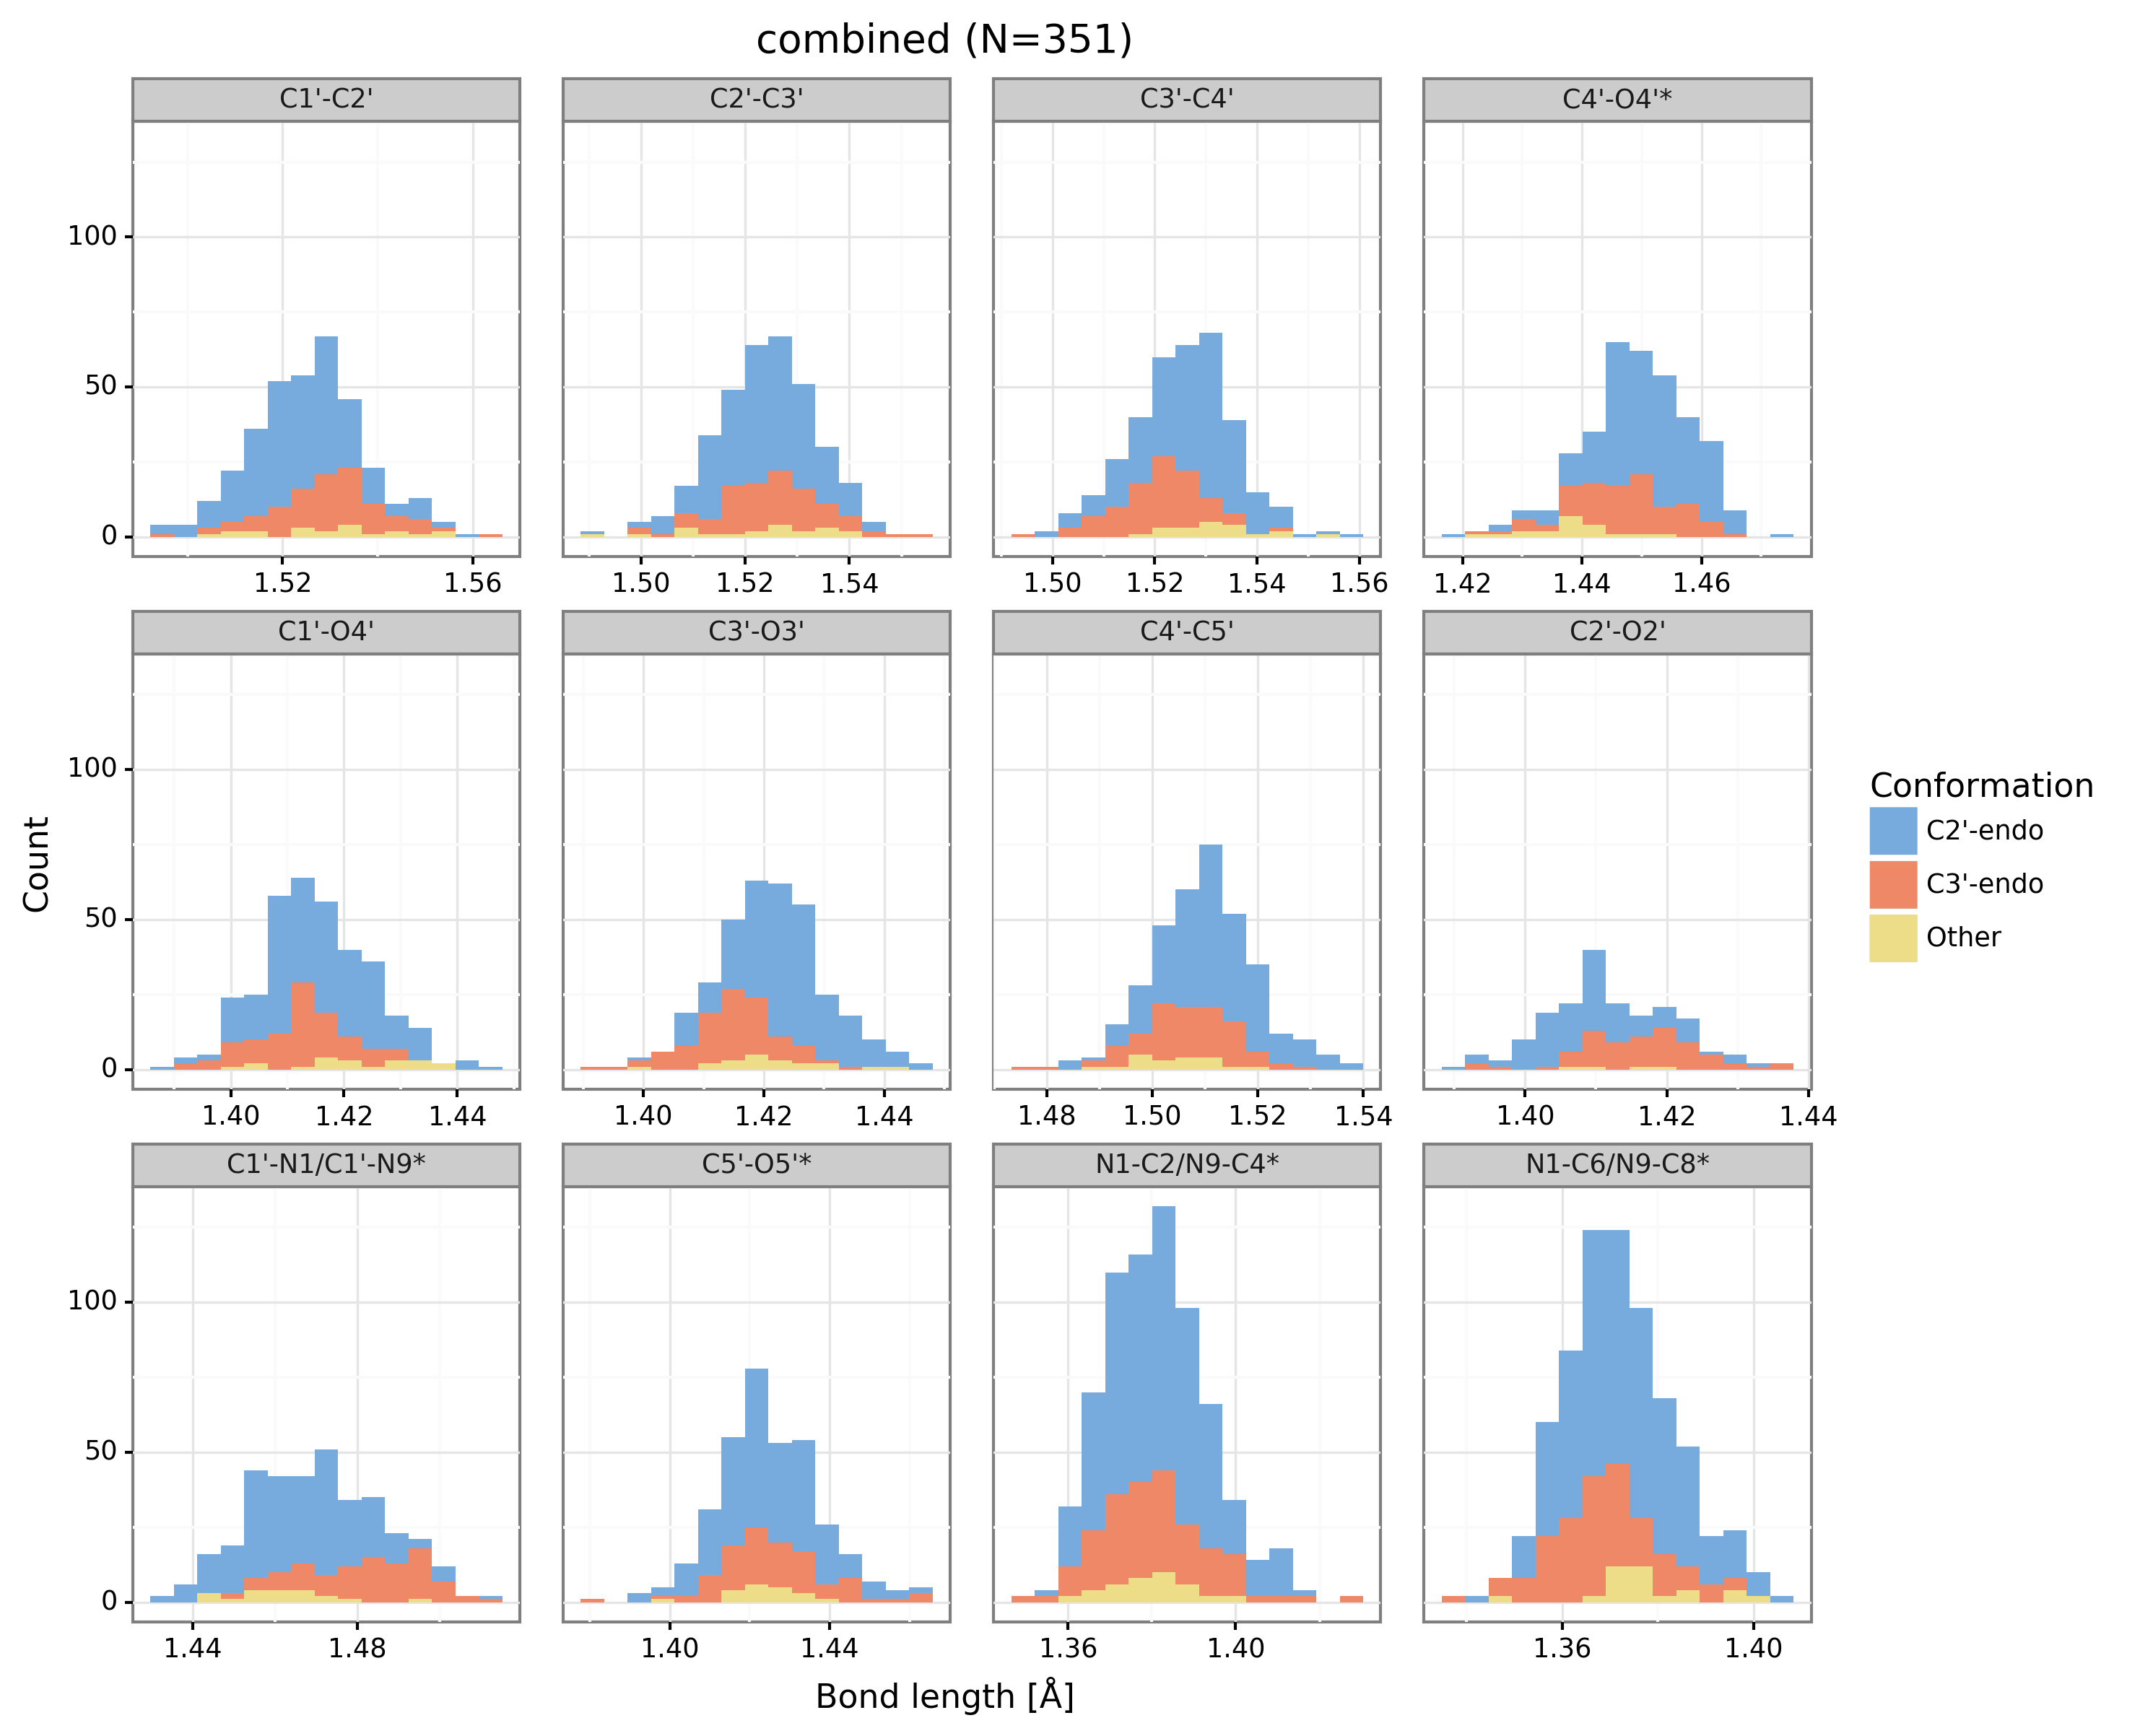 combined (N=351)
C1'-C2' C2'-C3' C3'-C4' C4'-O4'*
100
50
0
1.52 1.56 1.50 1.52 1.54 1.50 1.52 1.54 1.56 1.42 1.44 1.46
C1'-O4' C3'-O3' C4'-C5' C2'-O2'
100
50
0
1.40 1.42 1.44 1.40 1.42 1.44 1.48 1.50 1.52 1.54 1.40 1.42 1.44
C1'-N1/C1'-N9* C5'-O5'* N1-C2/N9-C4* N1-C6/N9-C8*
100
50
0
1.44 1.48 1.40 1.44 1.36 1.40 1.36 1.40
Count
Bond length [Å]
Conformation
C2'-endo
C3'-endo
Other